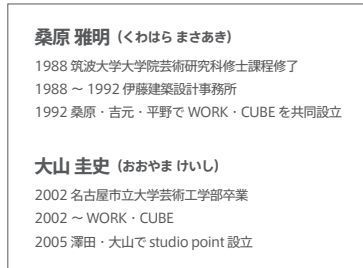 桑原 雅明（くわはら まさあき）
1988 筑波大学大学院芸術研究科修士課程修了
1988 ～ 1992 伊藤建築設計事務所
1992 桑原・吉元・平野で WORK・CUBE を共同設立
大山 圭史（おおやま けいし）
2002 名古屋市立大学芸術工学部卒業
2002 ～ WORK・CUBE
2005 澤田・大山で studio point 設立